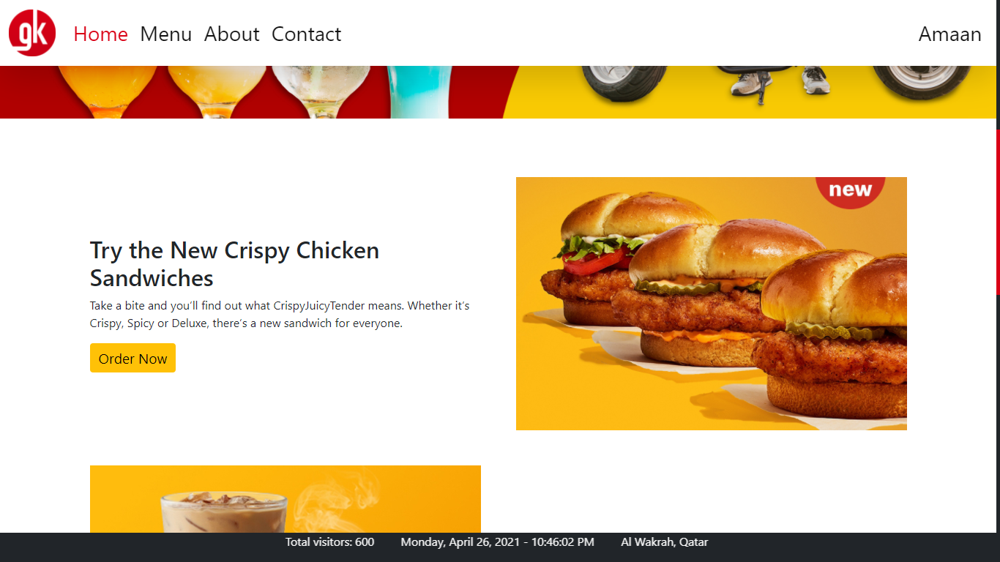 gk
Home Menu About Contact
Amaan
new
Try the New Crispy Chicken
Sandwiches
Take a bite and you’ll find out what CrispyJuicyTender means. Whether it’s
Crispy, Spicy or Deluxe, there’s a new sandwich for everyone.
Order Now
Total visitors: 600 Monday, April 26, 2021 - 10:46:02 PM Al Wakrah, Qatar